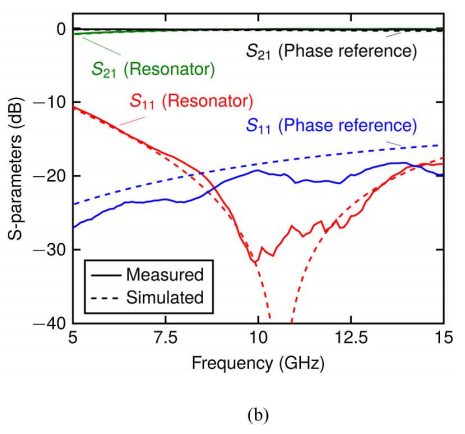 0
−10
−20
−30
−40
S-parameters (dB)
S21 (Phase reference)
S21 (Resonator)
S11 (Resonator)
S11 (Phase reference)
Measured
Simulated
5
7.5
10
12.5
15
Frequency (GHz)
(b)